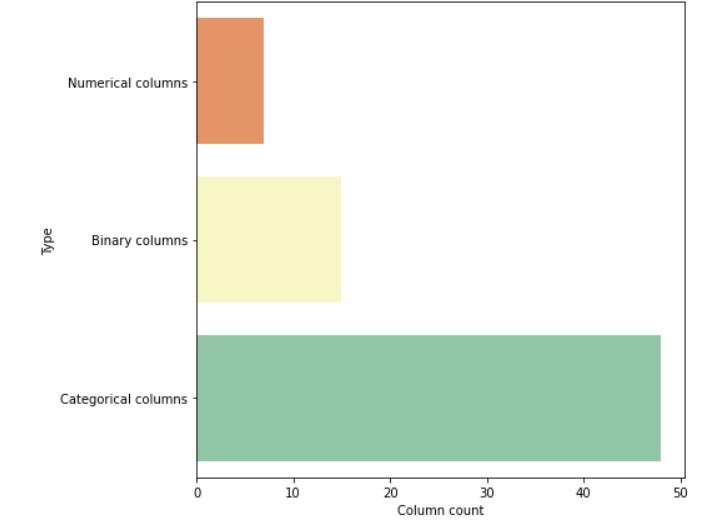 Numerical columns
Type
Binary columns
Categorical columns
0 10 20 30 40 50
Column count